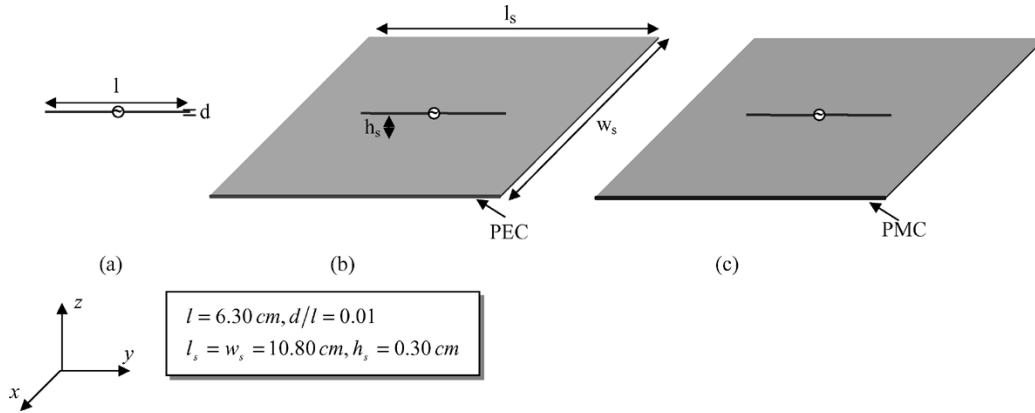 l_s
l
d
h_s
w_s
PEC
PMC
(a)
(b)
(c)
z
y
x
l = 6.30 cm, d/l = 0.01
l_s = w_s = 10.80 cm, h_s = 0.30 cm